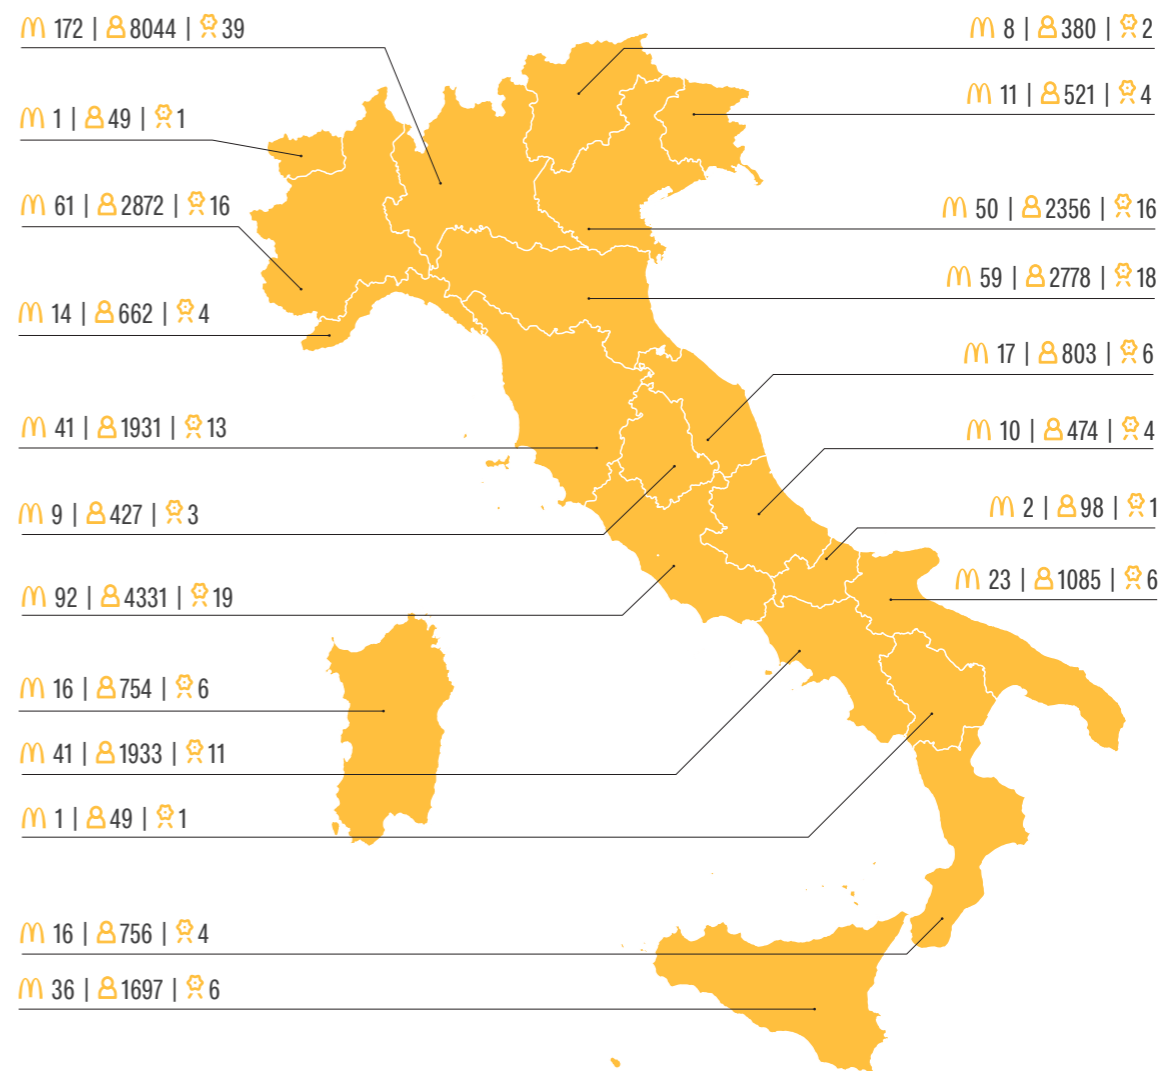 172 | 8044 | 39
1 | 49 | 1
61 | 2872 | 16
14 | 662 | 4
41 | 1931 | 13
9 | 427 | 3
92 | 4331 | 19
16 | 754 | 6
41 | 1933 | 11
1 | 49 | 1
16 | 756 | 4
36 | 1697 | 6
8 | 380 | 2
11 | 521 | 4
50 | 2356 | 16
59 | 2778 | 18
17 | 803 | 6
10 | 474 | 4
2 | 98 | 1
23 | 1085 | 6